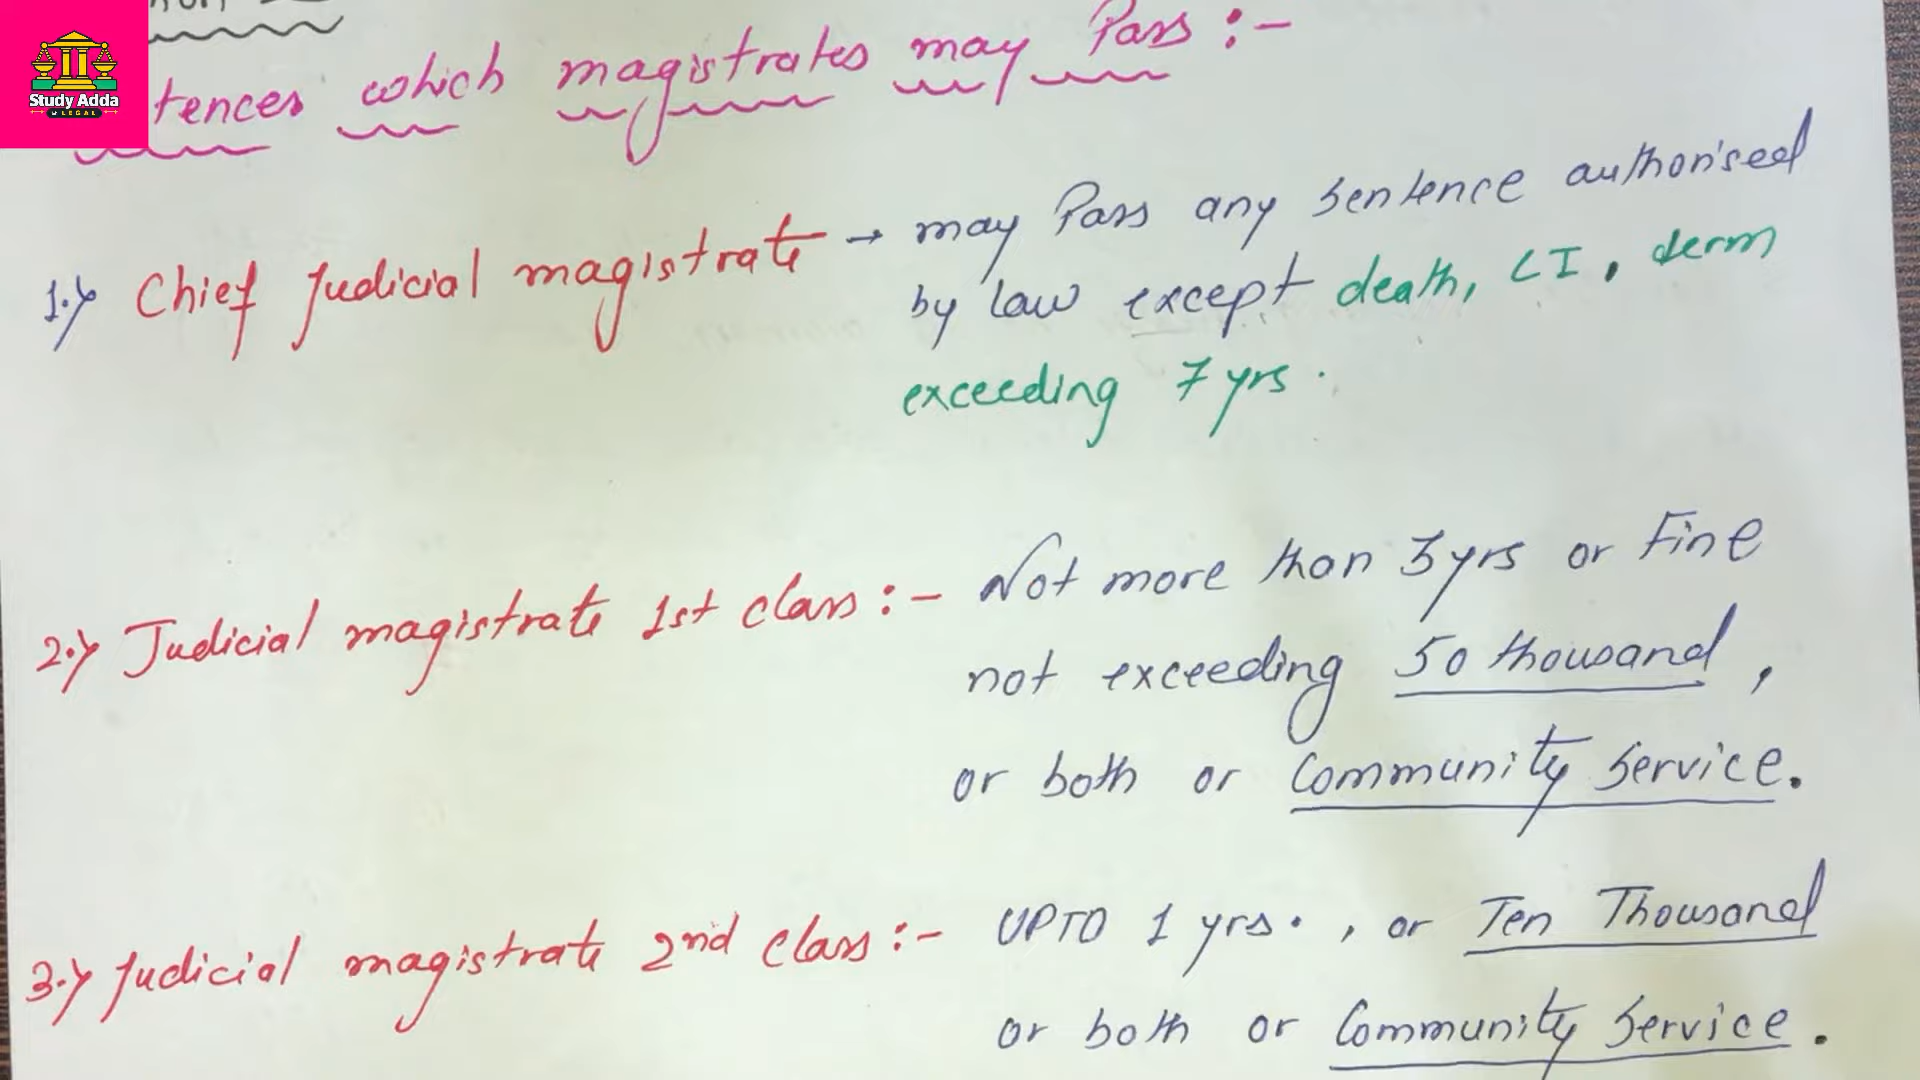 Study Adda
LEGAL
tences which magistrates may Pass :-
1.) Chief Judicial magistrate → may Pass any sentence authorised
by law except death, LI, term
exceeding 7 yrs.
2.) Judicial magistrate 1st class :- Not more than 3 yrs or Fine
not exceeding 50 thousand,
or both or Community Service.
3.) Judicial magistrate 2nd class :- UPTO 1 yrs. , or Ten Thousand
or both or Community Service.